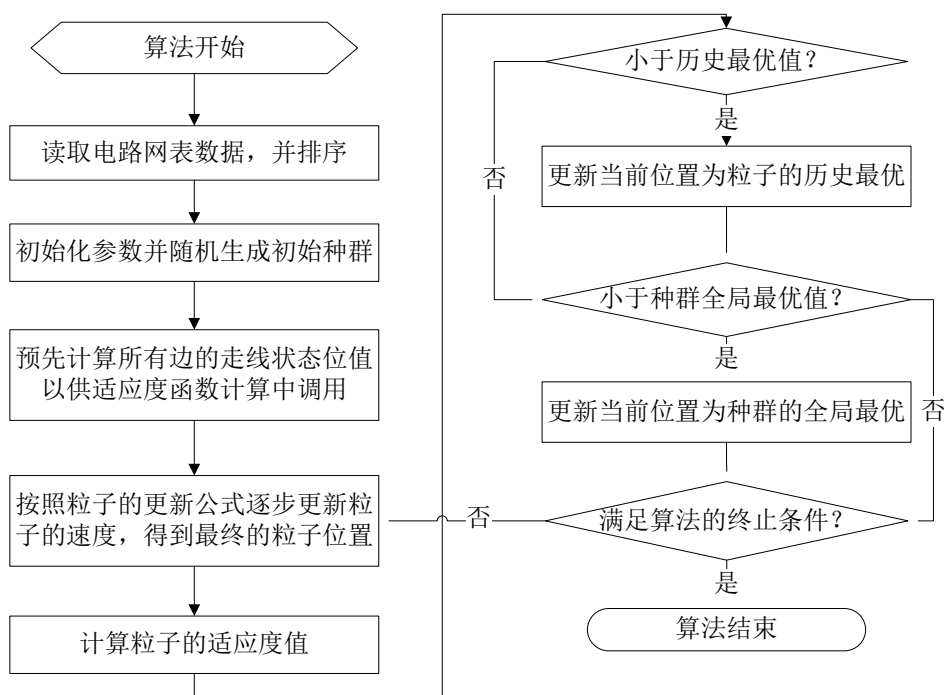 算法开始
读取电路网表数据，并排序
初始化参数并随机生成初始种群
预先计算所有边的走线状态位值
以供适应度函数计算中调用
按照粒子的更新公式逐步更新粒
子的速度，得到最终的粒子位置
计算粒子的适应度值
小于历史最优值？
是
否
更新当前位置为粒子的历史最优
小于种群全局最优值？
是
否
更新当前位置为种群的全局最优
满足算法的终止条件？
否
是
算法结束